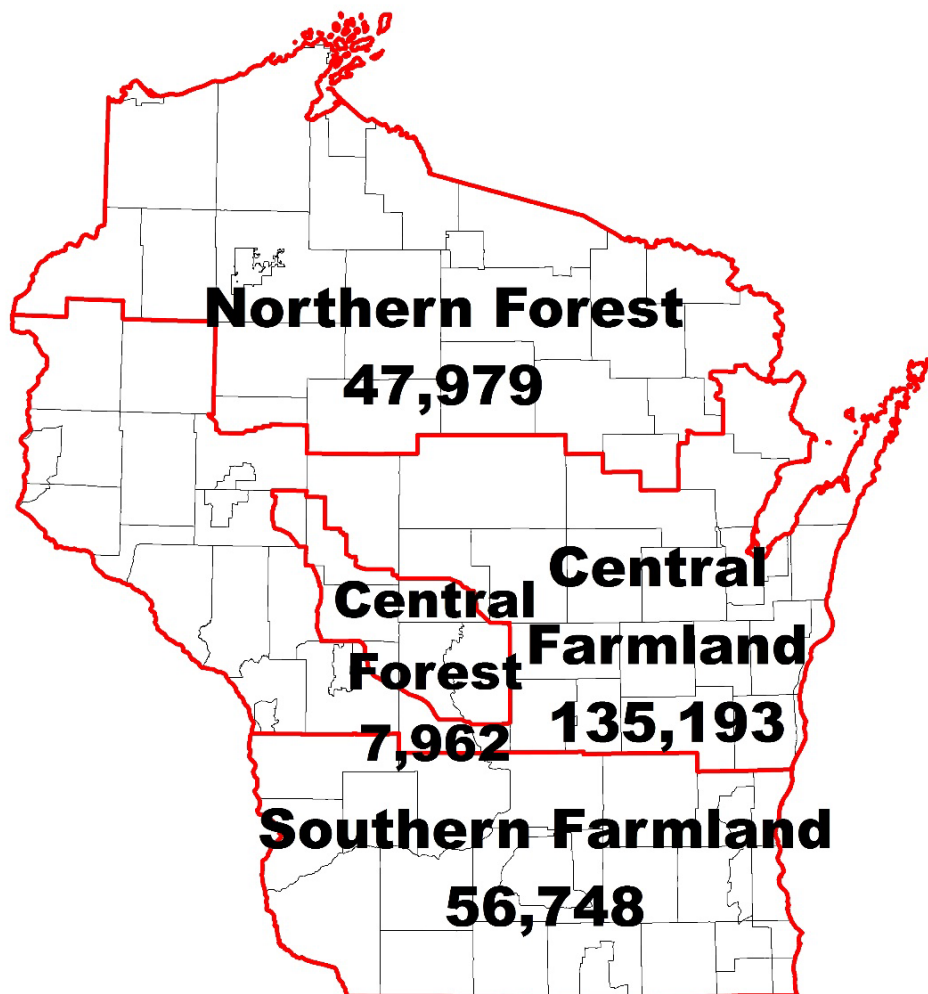 Northern Forest
47,979
Central
Forest
7,962
Central
Farmland
135,193
Southern Farmland
56,748